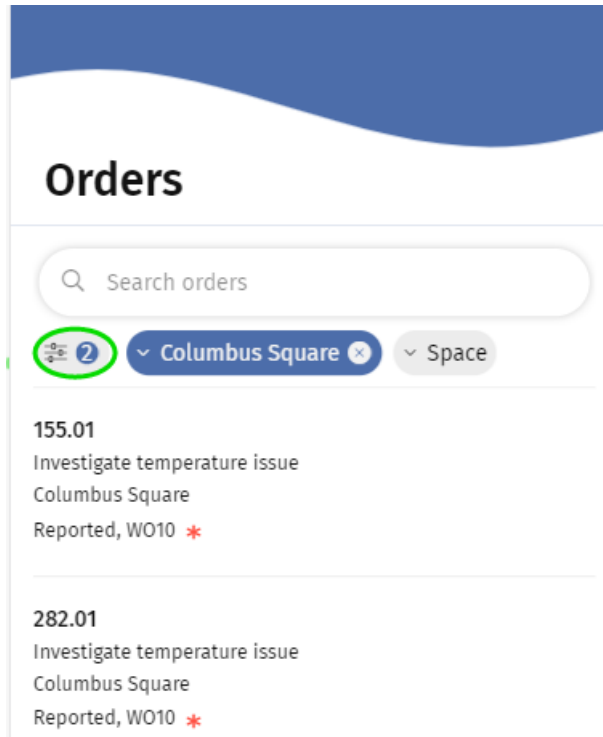 Orders
Search orders
2 Columbus Square Space
155.01
Investigate temperature issue
Columbus Square
Reported, WO10 *
282.01
Investigate temperature issue
Columbus Square
Reported, WO10 *